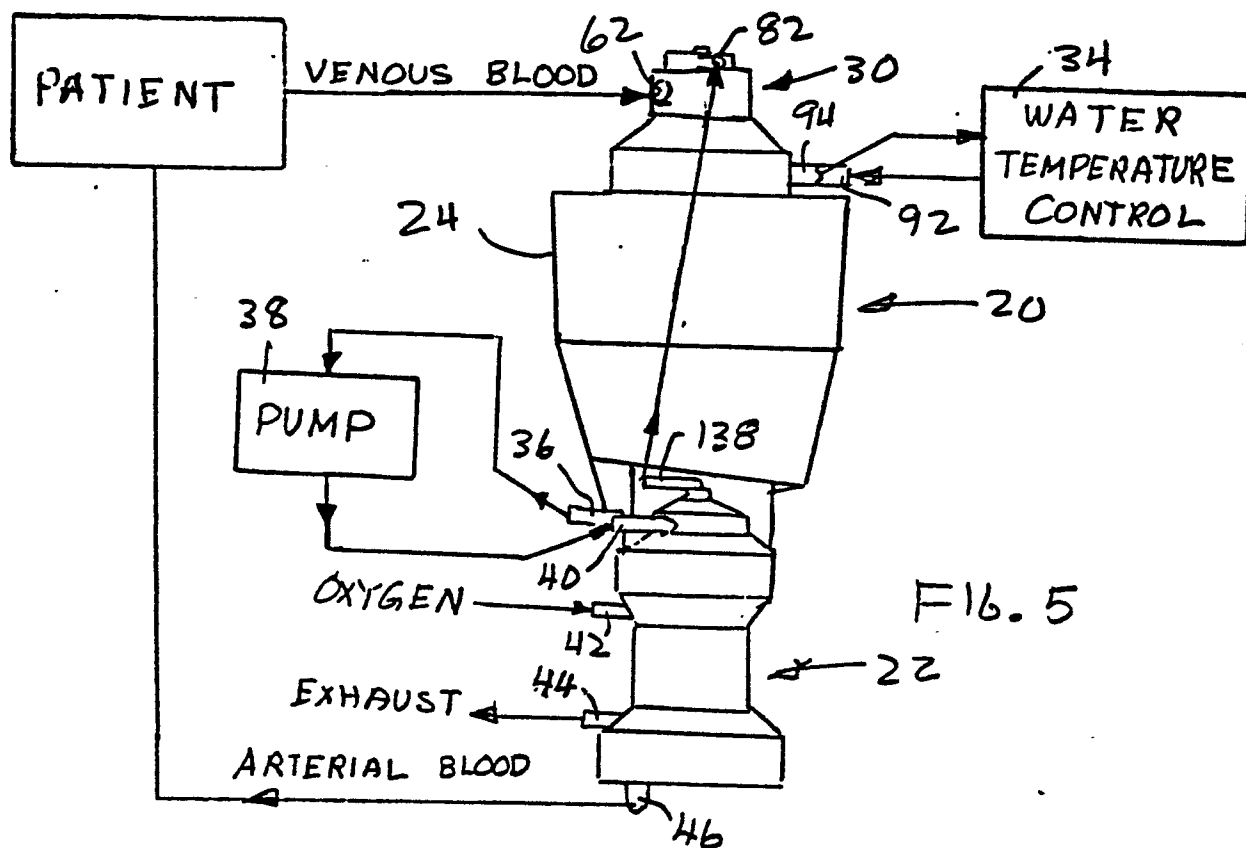 62
82
PATIENT
VENOUS BLOOD
30
34
WATER
TEMPERATURE
CONTROL
94
92
24
20
38
PUMP
36
138
40
OXYGEN
42
FIG. 5
22
EXHAUST
44
ARTERIAL BLOOD
46